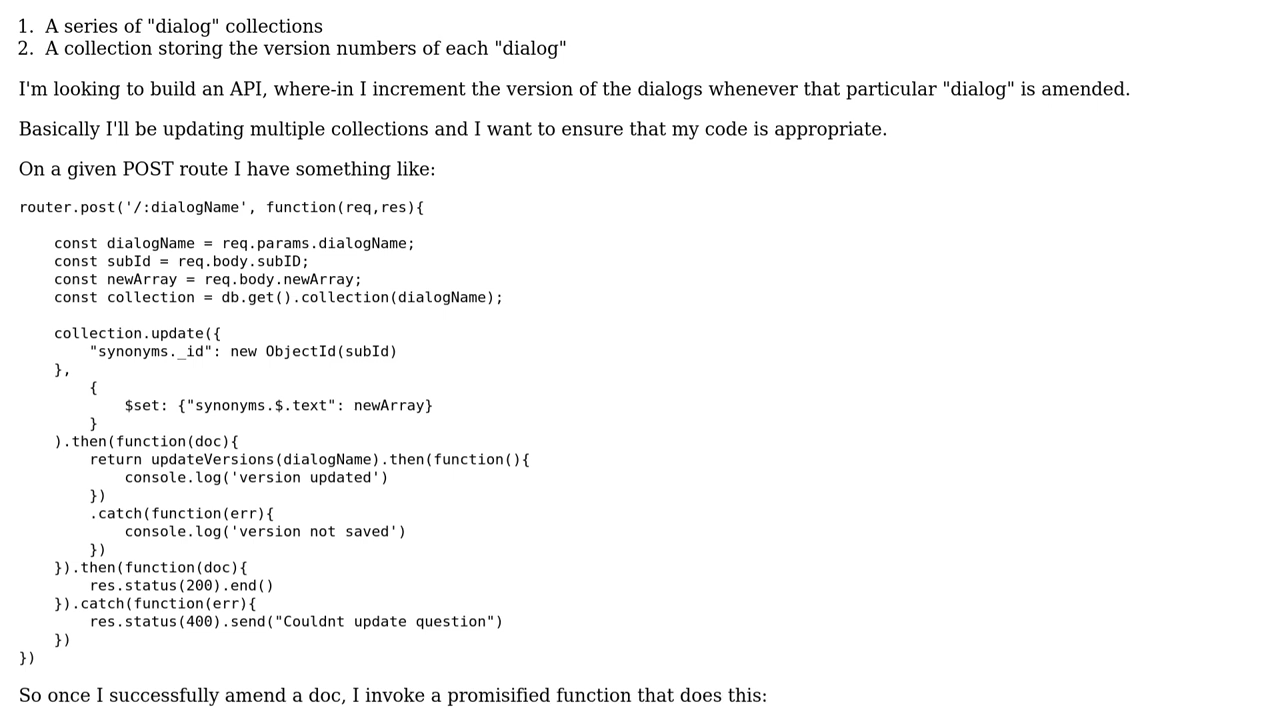 1. A series of "dialog" collections
2. A collection storing the version numbers of each "dialog"
I'm looking to build an API, where-in I increment the version of the dialogs whenever that particular "dialog" is amended.
Basically I'll be updating multiple collections and I want to ensure that my code is appropriate.
On a given POST route I have something like:
router.post('/:dialogName', function(req,res){
    const dialogName = req.params.dialogName;
    const subId = req.body.subID;
    const newArray = req.body.newArray;
    const collection = db.get().collection(dialogName);
    collection.update({
        "synonyms._id": new ObjectId(subId)
    },
        {
            $set: {"synonyms.$.text": newArray}
        }
    ).then(function(doc){
        return updateVersions(dialogName).then(function(){
            console.log('version updated')
        })
        .catch(function(err){
            console.log('version not saved')
        })
    }).then(function(doc){
        res.status(200).end()
    }).catch(function(err){
        res.status(400).send("Couldnt update question")
    })
})
So once I successfully amend a doc, I invoke a promisified function that does this: